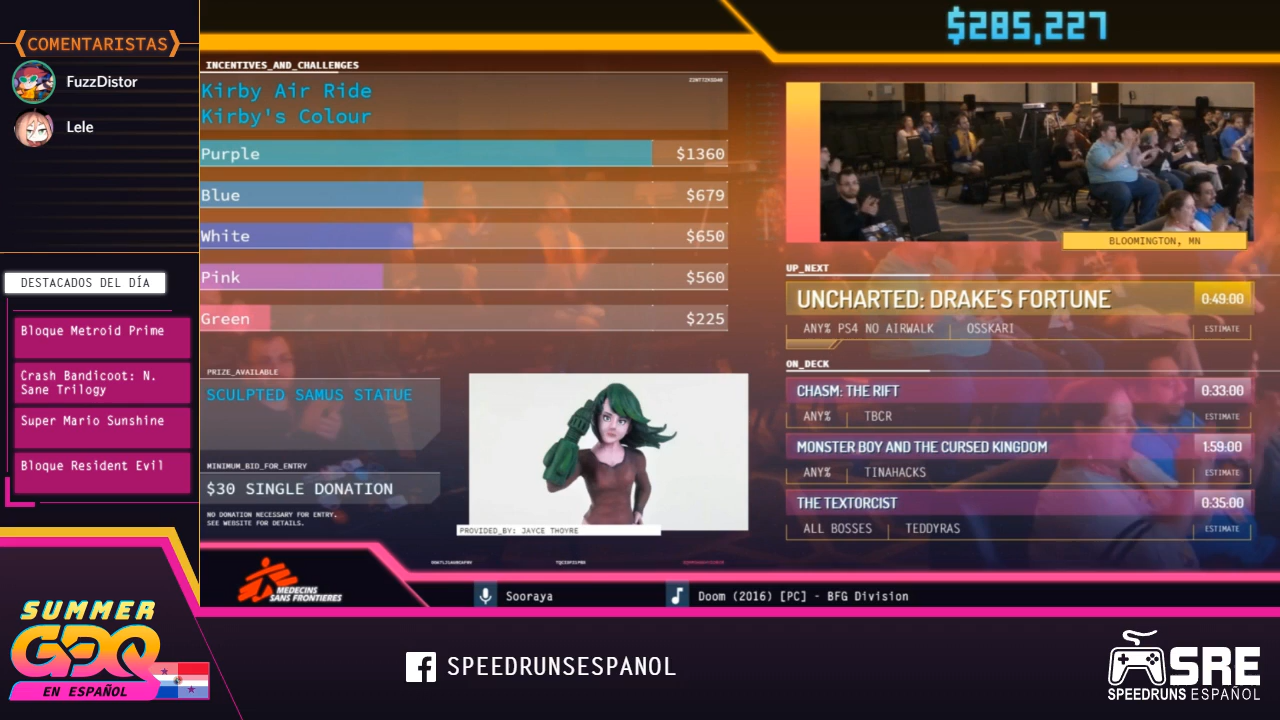 COMENTARISTAS
FuzzDistor
Lele
DESTACADOS DEL DÍA
Bloque Metroid Prime
Crash Bandicoot: N.
Sane Trilogy
Super Mario Sunshine
Bloque Resident Evil
SUMMER
GDQ
EN ESPAÑOL
$285,227
INCENTIVES_AND_CHALLENGES
Kirby Air Ride
Kirby's Colour
Purple $1360
Blue $679
White $650
Pink $560
Green $225
PRIZE_AVAILABLE
SCULPTED SAMUS STATUE
MINIMUM_BID_FOR_ENTRY
$30 SINGLE DONATION
NO DONATION NECESSARY FOR ENTRY.
SEE WEBSITE FOR DETAILS.
PROVIDED_BY: JAYCE THOYRE
BLOOMINGTON, MN
UP_NEXT
UNCHARTED: DRAKE'S FORTUNE 0:49:00
ANY% PS4 NO AIRWALK OSSKARI ESTIMATE
ON_DECK
CHASM: THE RIFT 0:33:00
ANY% TBCR ESTIMATE
MONSTER BOY AND THE CURSED KINGDOM 1:59:00
ANY% TINAHACKS ESTIMATE
THE TEXTORCIST 0:35:00
ALL BOSSES TEDDYRAS ESTIMATE
MEDECINS
SANS FRONTIERES
Sooraya
Doom (2016) [PC] - BFG Division
SPEEDRUNSESPANOL
SRE
SPEEDRUNS ESPAÑOL